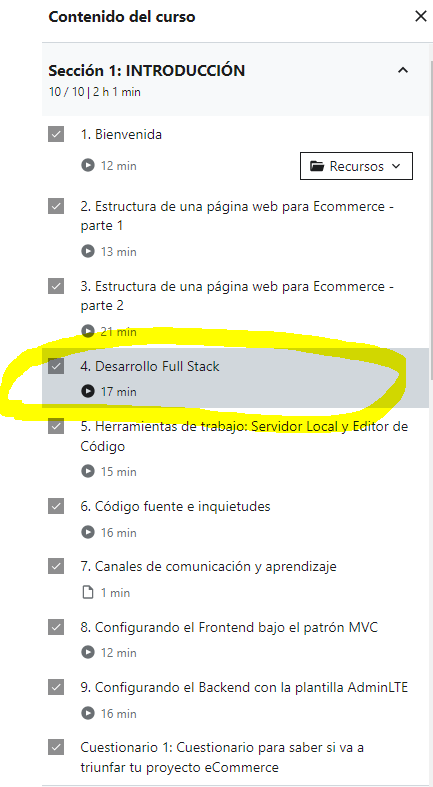 Contenido del curso
Sección 1: INTRODUCCIÓN
10 / 10 | 2 h 1 min
1. Bienvenida
12 min
Recursos
2. Estructura de una página web para Ecommerce -
parte 1
13 min
3. Estructura de una página web para Ecommerce -
parte 2
21 min
4. Desarrollo Full Stack
17 min
5. Herramientas de trabajo: Servidor Local y Editor de
Código
15 min
6. Código fuente e inquietudes
16 min
7. Canales de comunicación y aprendizaje
1 min
8. Configurando el Frontend bajo el patrón MVC
12 min
9. Configurando el Backend con la plantilla AdminLTE
16 min
Cuestionario 1: Cuestionario para saber si va a
triunfar tu proyecto eCommerce